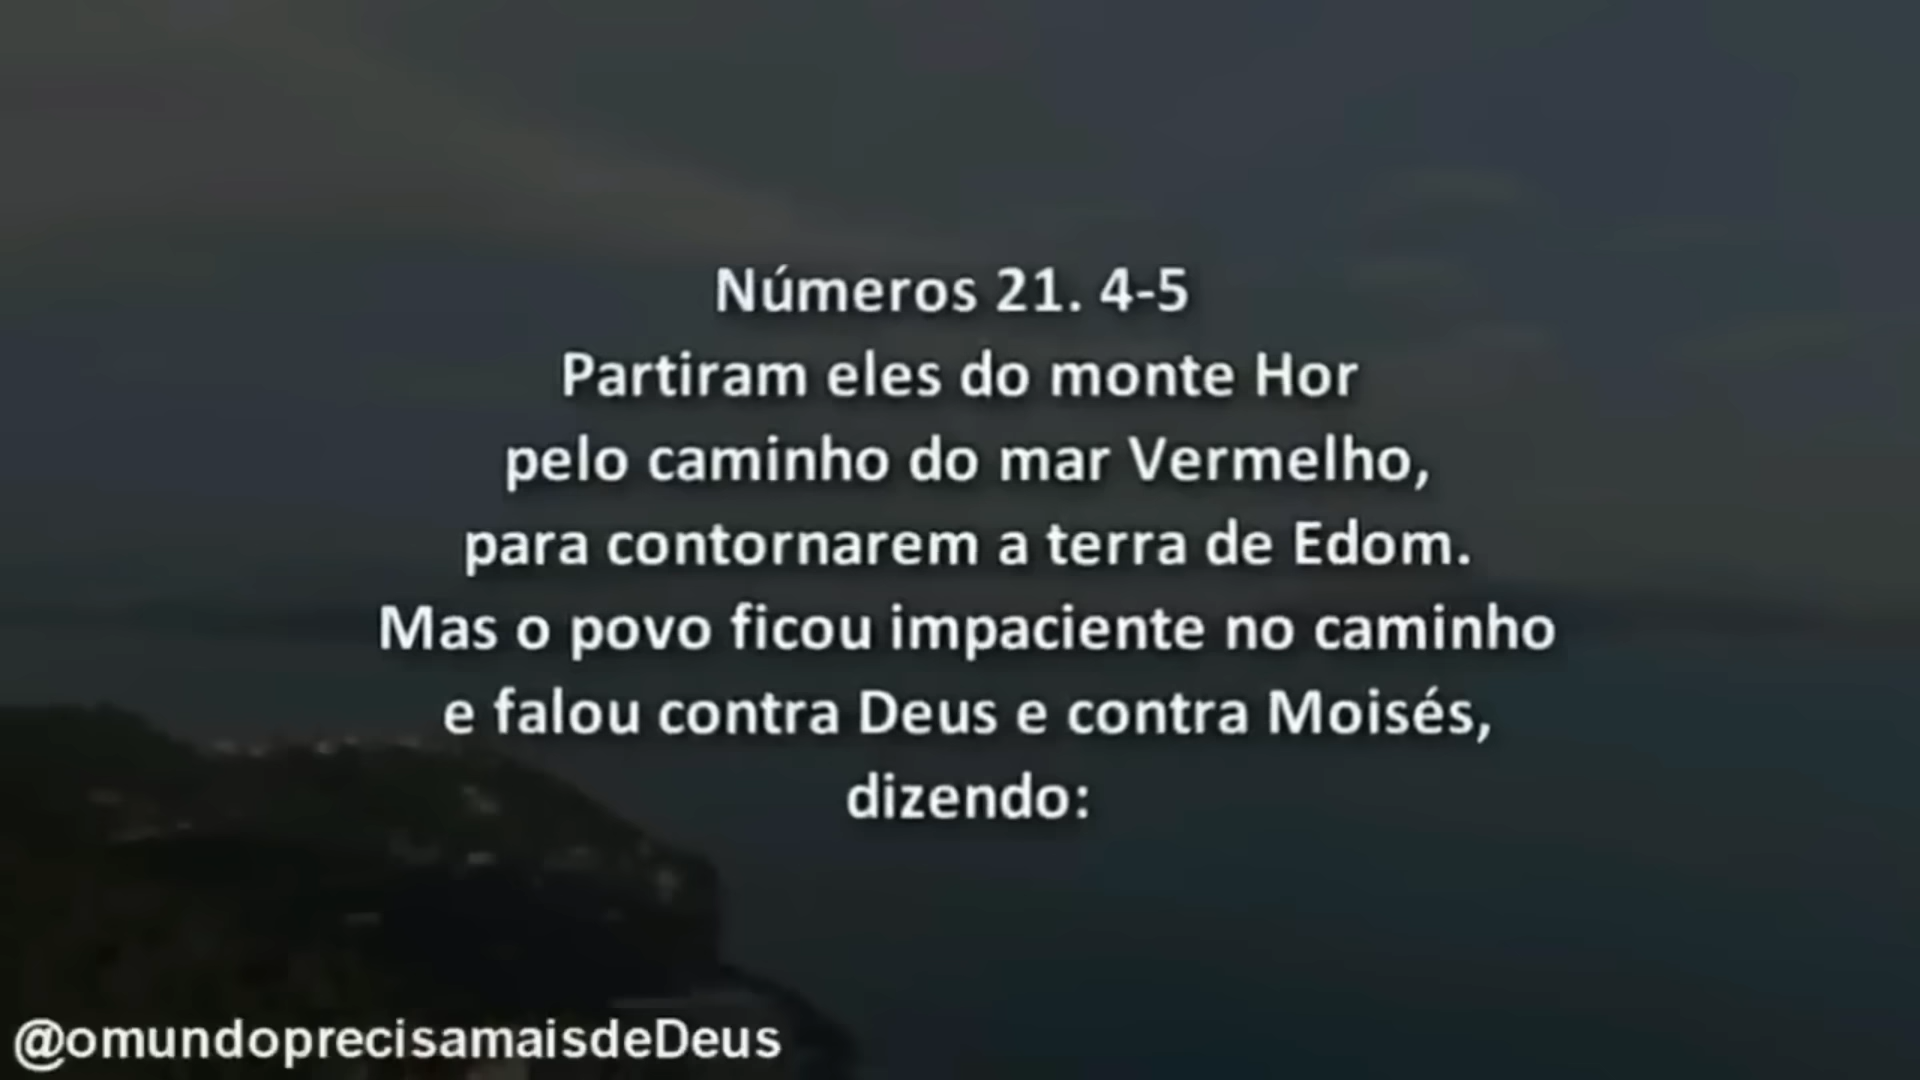 Números 21. 4-5
Partiram eles do monte Hor
pelo caminho do mar Vermelho,
para contornarem a terra de Edom.
Mas o povo ficou impaciente no caminho
e falou contra Deus e contra Moisés,
dizendo:
@omundoprecisamaisdeDeus